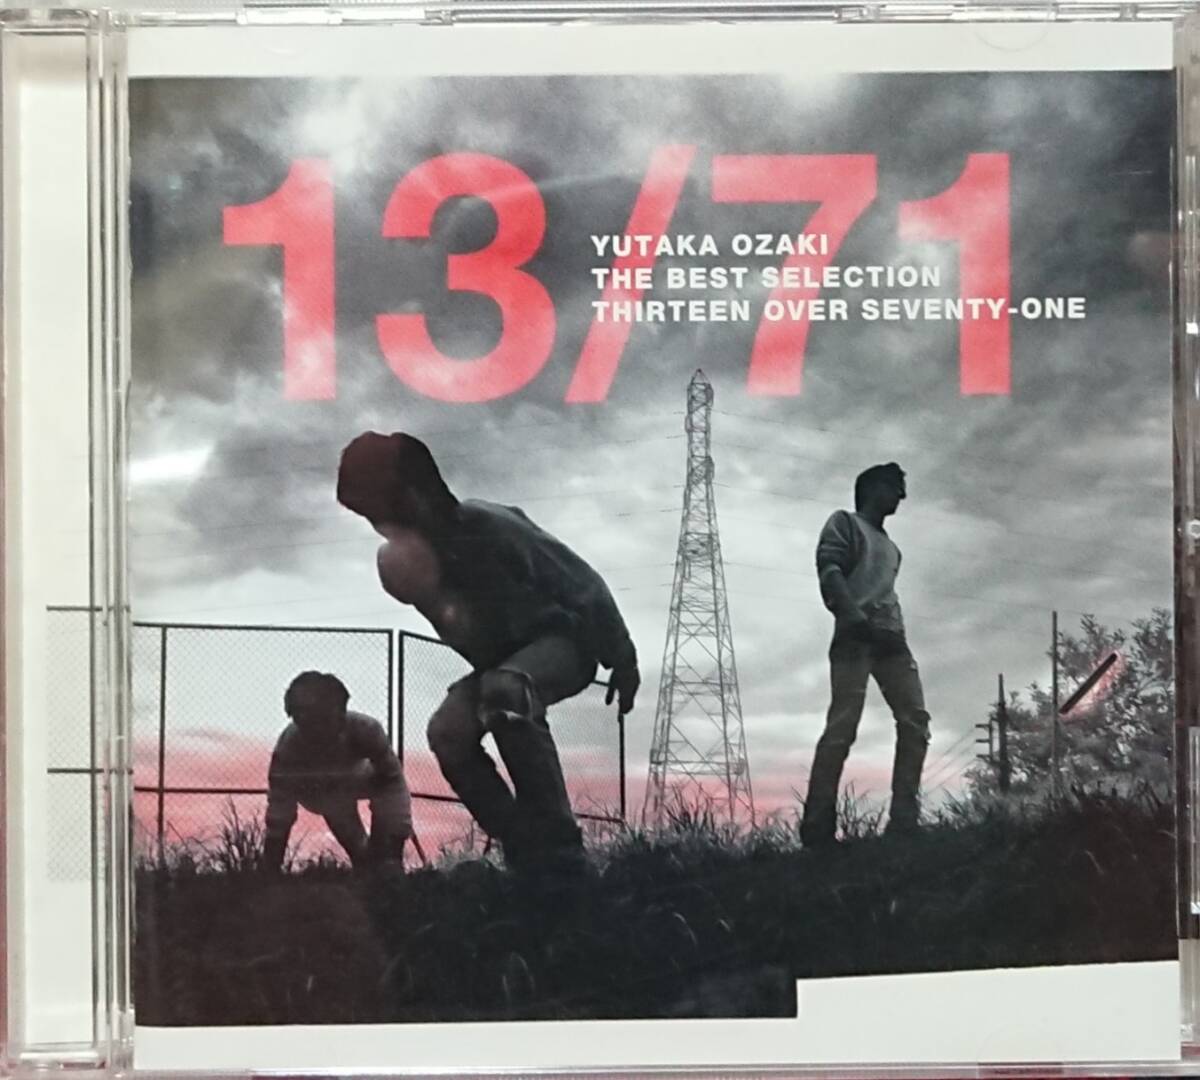 13/71
YUTAKA OZAKI
THE BEST SELECTION
THIRTEEN OVER SEVENTY-ONE